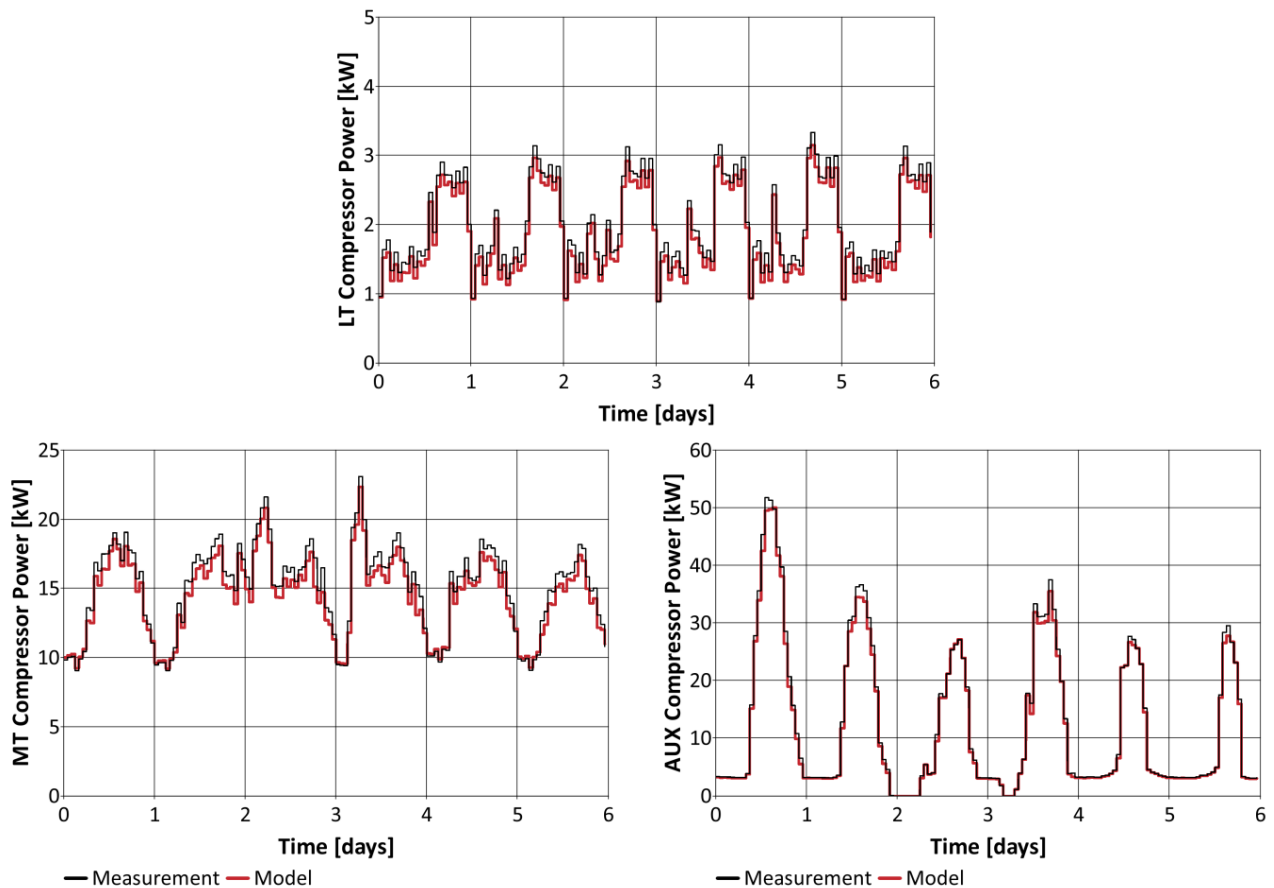 5
4
3
2
1
0
LT Compressor Power [kW]
0 1 2 3 4 5 6
Time [days]
25
20
15
10
5
0
MT Compressor Power [kW]
0 1 2 3 4 5 6
Time [days]
Measurement Model
60
50
40
30
20
10
0
AUX Compressor Power [kW]
0 1 2 3 4 5 6
Time [days]
Measurement Model